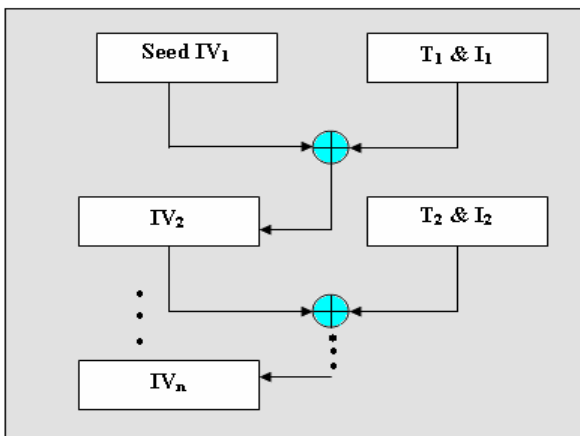 Seed IV₁
T₁ & I₁
IV₂
T₂ & I₂
IVₙ